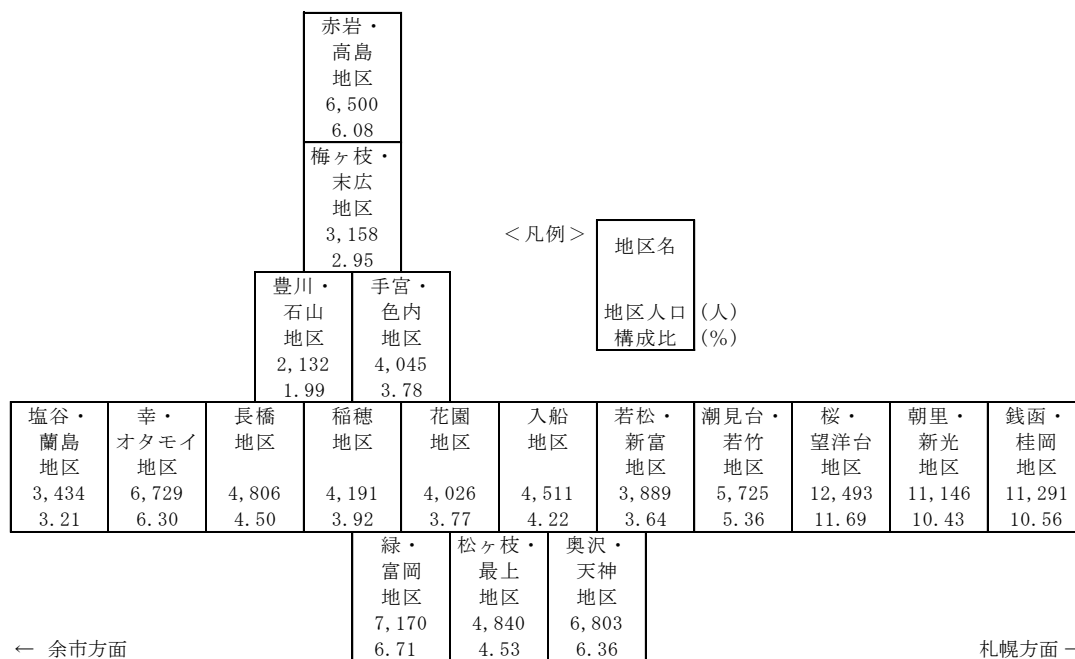 赤岩・
高島
地区
6,500
6.08
梅ヶ枝・
末広
地区
3,158
2.95
＜凡例＞
地区名
地区人口 (人)
構成比 (%)
豊川・
石山
地区
2,132
1.99
手宮・
色内
地区
4,045
3.78
塩谷・
蘭島
地区
3,434
3.21
幸・
オタモイ
地区
6,729
6.30
長橋
地区
4,806
4.50
稲穂
地区
4,191
3.92
花園
地区
4,026
3.77
入船
地区
4,511
4.22
若松・
新富
地区
3,889
3.64
潮見台・
若竹
地区
5,725
5.36
桜・
望洋台
地区
12,493
11.69
朝里・
新光
地区
11,146
10.43
銭函・
桂岡
地区
11,291
10.56
緑・
富岡
地区
7,170
6.71
松ヶ枝・
最上
地区
4,840
4.53
奥沢・
天神
地区
6,803
6.36
← 余市方面
札幌方面